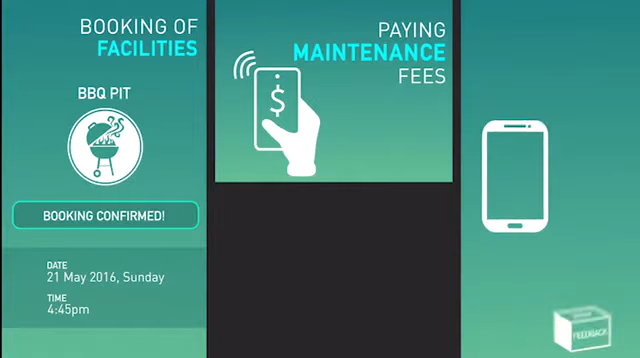 BOOKING OF
FACILITIES
BBQ PIT
BOOKING CONFIRMED!
DATE
21 May 2016, Sunday
TIME
4:45pm
PAYING
MAINTENANCE
FEES
$
FEEDBACK